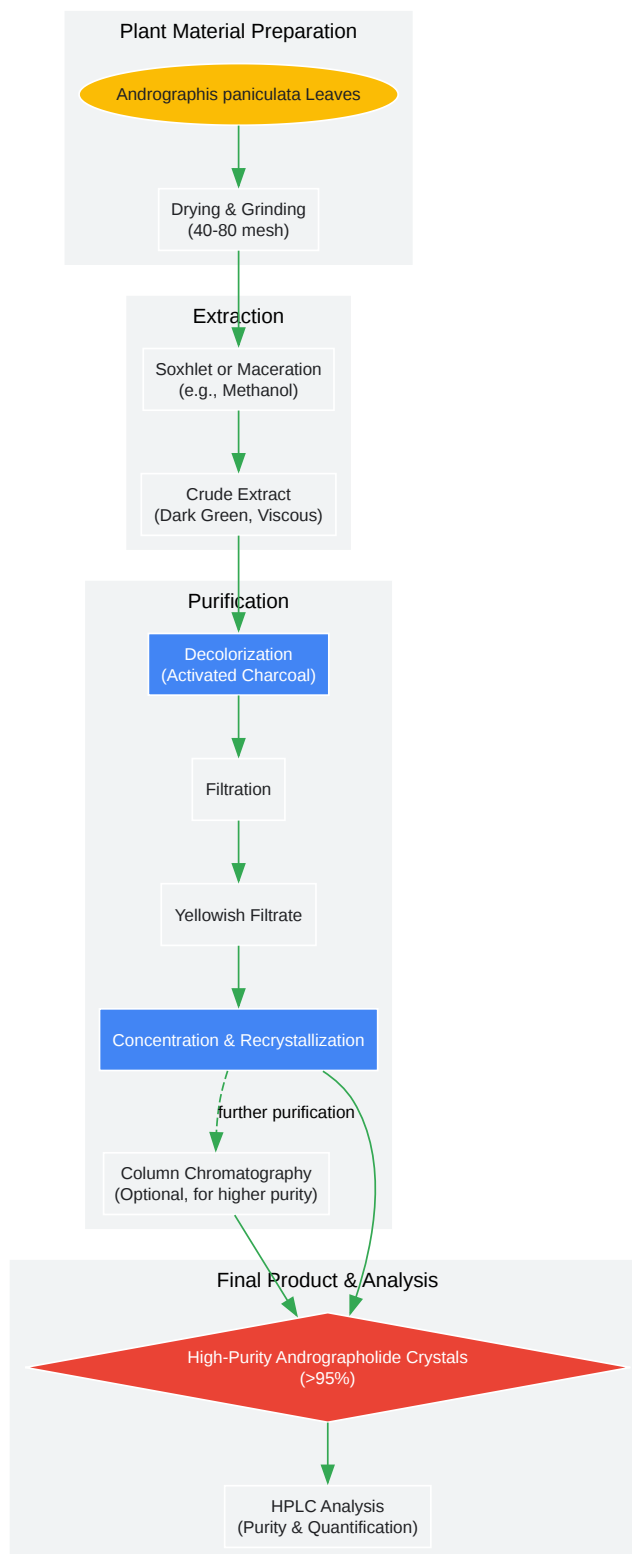 Plant Material Preparation
Andrographis paniculata Leaves
Drying & Grinding
(40-80 mesh)
Extraction
Soxhlet or Maceration
(e.g., Methanol)
Crude Extract
(Dark Green, Viscous)
Purification
Decolorization
(Activated Charcoal)
Filtration
Yellowish Filtrate
Concentration & Recrystallization
further purification
Column Chromatography
(Optional, for higher purity)
Final Product & Analysis
High-Purity Andrographolide Crystals
(>95%)
HPLC Analysis
(Purity & Quantification)